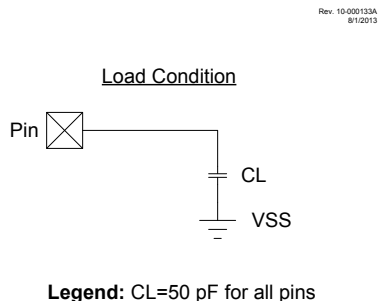 Rev. 10-000133A
8/1/2013
Load Condition
Pin
CL
VSS
Legend: CL=50 pF for all pins